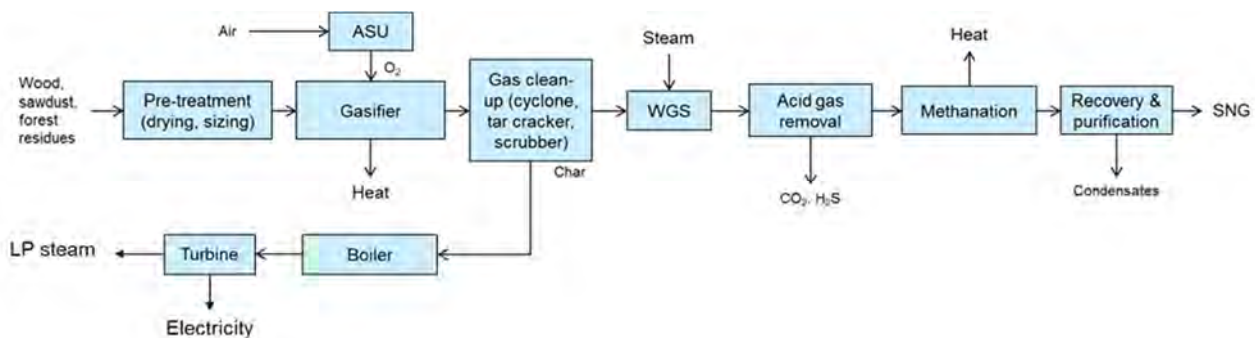 Air
ASU
O₂
Steam
Heat
Wood,
sawdust,
forest
residues
Pre-treatment
(drying, sizing)
Gasifier
Gas clean-
up (cyclone,
tar cracker,
scrubber)
WGS
Acid gas
removal
Methanation
Recovery &
purification
SNG
Heat
Char
CO₂, H₂S
Condensates
LP steam
Turbine
Boiler
Electricity